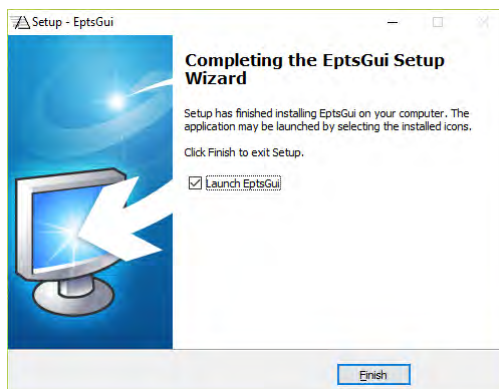 Setup - EptsGui
Completing the EptsGui Setup
Wizard
Setup has finished installing EptsGui on your computer. The
application may be launched by selecting the installed icons.
Click Finish to exit Setup.
Launch EptsGui
Finish